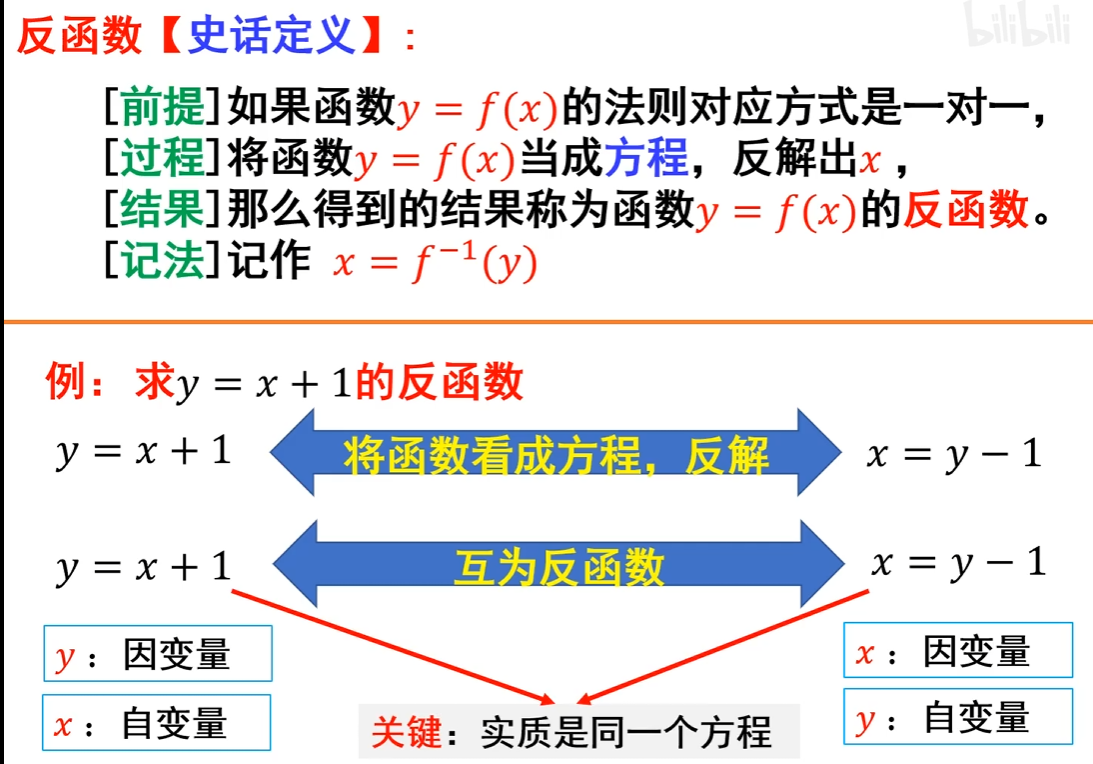 bilibili
反函数【史话定义】:
[前提]如果函数y = f(x)的法则对应方式是一对一，
[过程]将函数y = f(x)当成方程，反解出x，
[结果]那么得到的结果称为函数y = f(x)的反函数。
[记法]记作 x = f⁻¹(y)
例： 求y = x + 1的反函数
y = x + 1 将函数看成方程，反解 x = y − 1
y = x + 1 互为反函数 x = y − 1
y： 因变量 x： 因变量
x： 自变量 y： 自变量
关键：实质是同一个方程